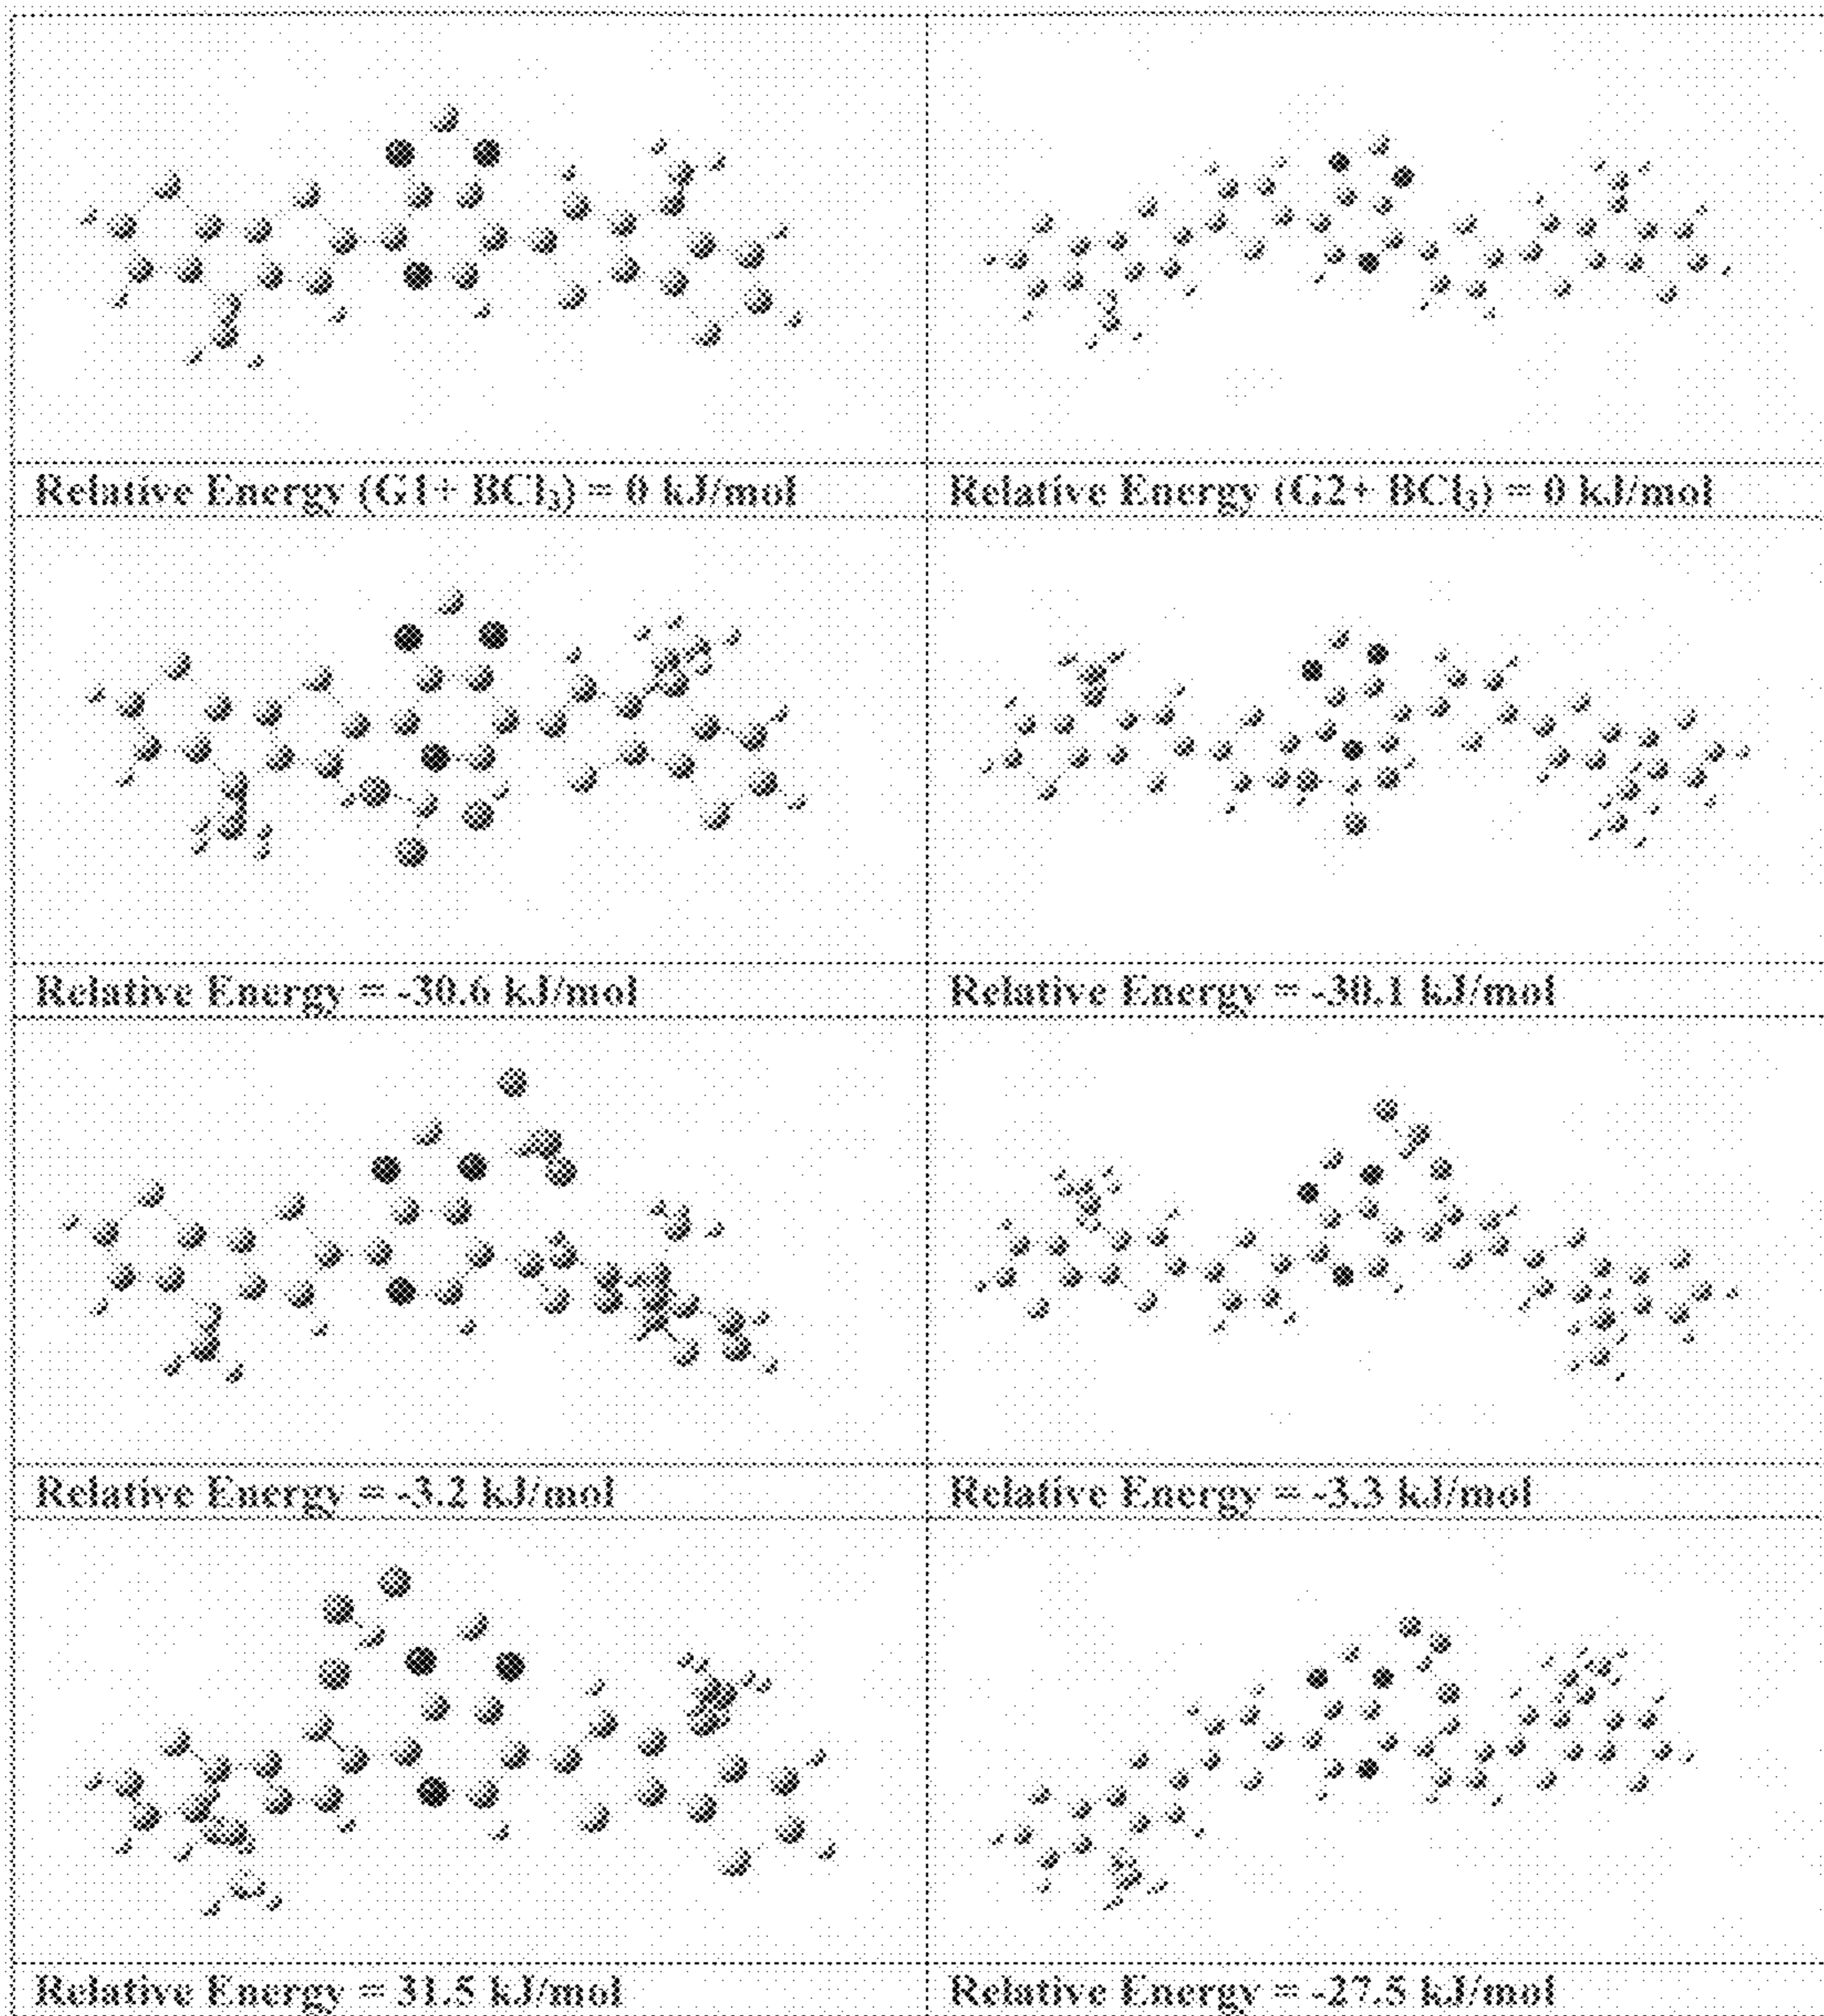 Relative Energy (G1+ BCl₃) = 0 kJ/mol
Relative Energy (G2+ BCl₃) = 0 kJ/mol
Relative Energy = -30.6 kJ/mol
Relative Energy = -30.1 kJ/mol
Relative Energy = -3.2 kJ/mol
Relative Energy = -3.3 kJ/mol
Relative Energy = 31.5 kJ/mol
Relative Energy = -27.5 kJ/mol